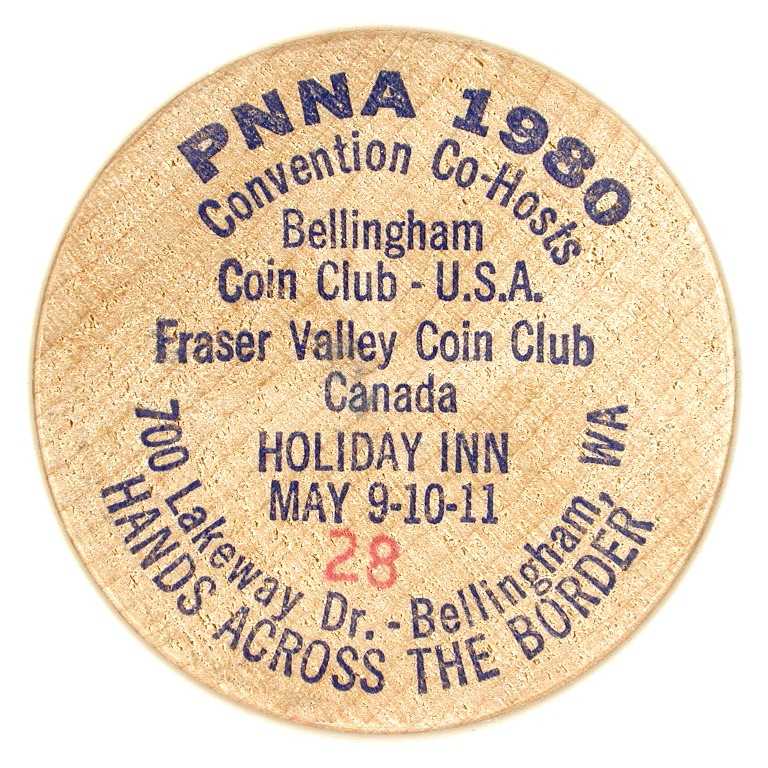 PNNA 1980
Convention Co-Hosts
Bellingham
Coin Club - U.S.A.
Fraser Valley Coin Club
Canada
HOLIDAY INN
MAY 9-10-11
28
700 Lakeway Dr. - Bellingham, WA
HANDS ACROSS THE BORDER